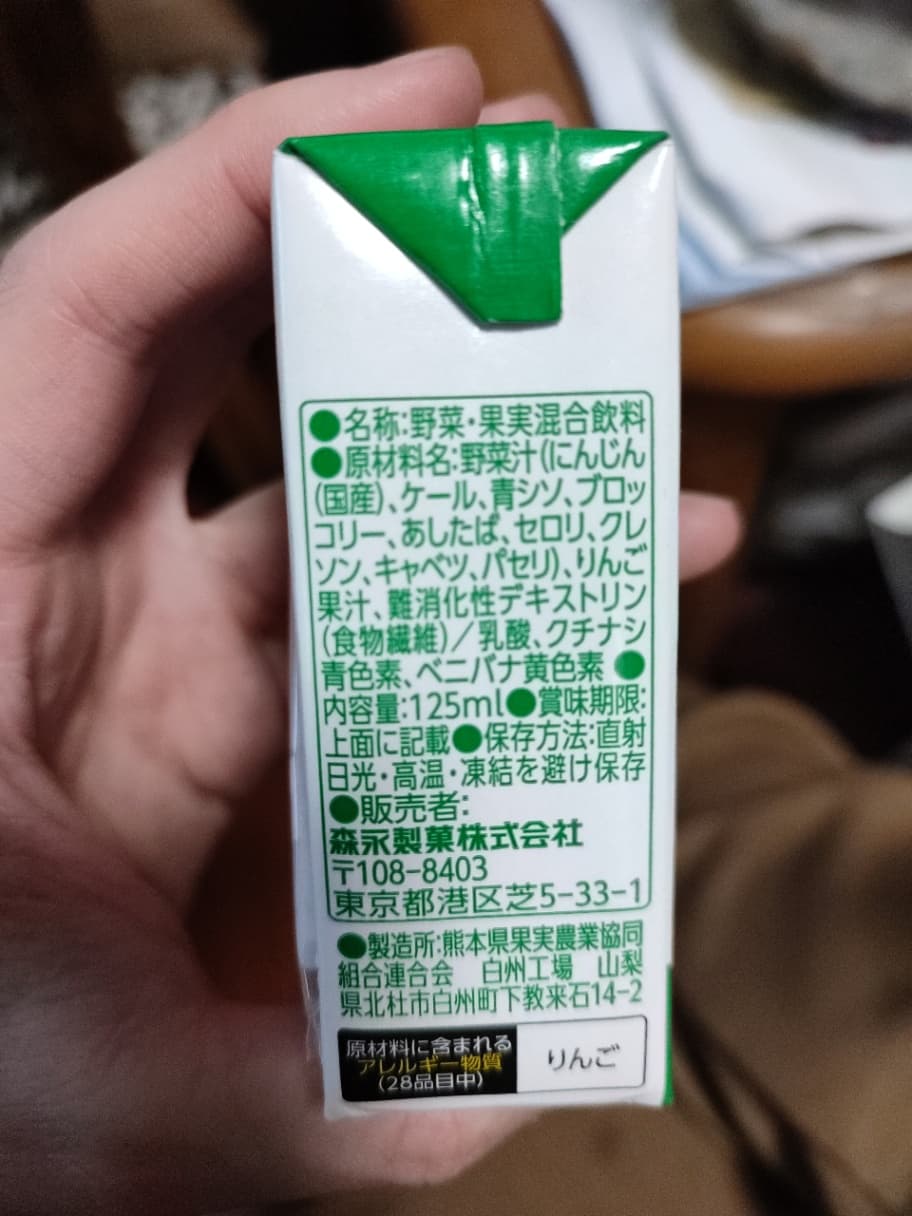 ●名称:野菜・果実混合飲料
●原材料名:野菜汁(にんじん
(国産)、ケール、青シソ、ブロッ
コリー、あしたば、セロリ、クレ
ソン、キャベツ、パセリ)、りんご
果汁、難消化性デキストリン
(食物繊維)/乳酸、クチナシ
青色素、ベニバナ黄色素 ●
内容量:125ml●賞味期限:
上面に記載●保存方法:直射
日光・高温・凍結を避け保存
●販売者:
森永製菓株式会社
〒108-8403
東京都港区芝5-33-1
●製造所:熊本県果実農業協同
組合連合会 白州工場 山梨
県北杜市白州町下教来石14-2
原材料に含まれる
アレルギー物質
(28品目中)
りんご